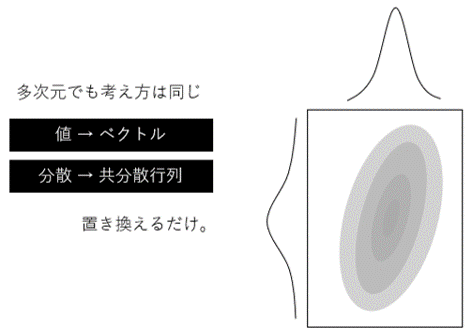 多次元でも考え方は同じ
値 → ベクトル
分散 → 共分散行列
置き換えるだけ。